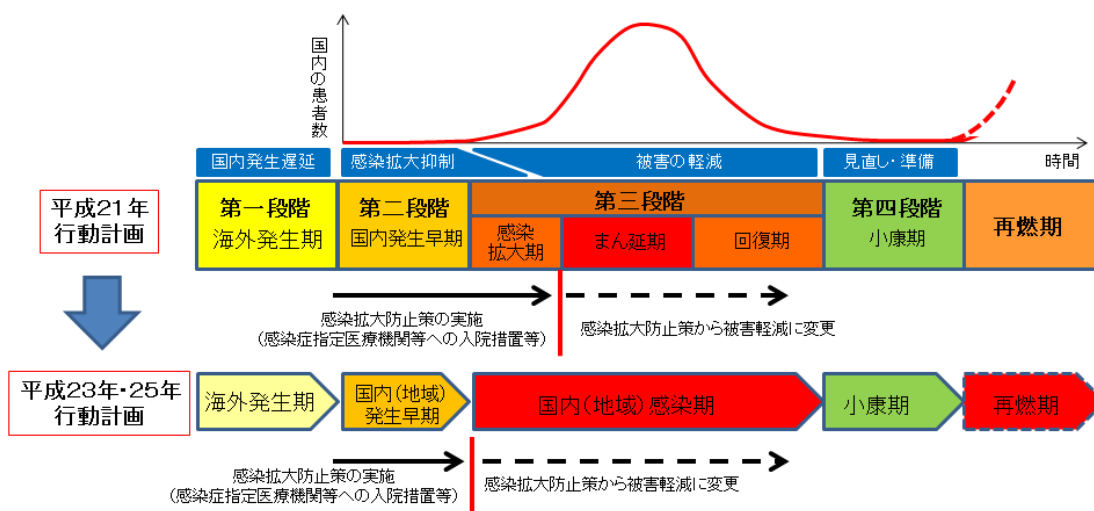 国内の患者数
国内発生遅延
感染拡大抑制
被害の軽減
見直し・準備
時間
平成21年
行動計画
第一段階
海外発生期
第二段階
国内発生早期
第三段階
感染
拡大期
まん延期
回復期
第四段階
小康期
再燃期
感染拡大防止策の実施
(感染症指定医療機関等への入院措置等)
感染拡大防止策から被害軽減に変更
平成23年・25年
行動計画
海外発生期
国内(地域)
発生早期
国内(地域)感染期
小康期
再燃期
感染拡大防止策の実施
(感染症指定医療機関等への入院措置等)
感染拡大防止策から被害軽減に変更